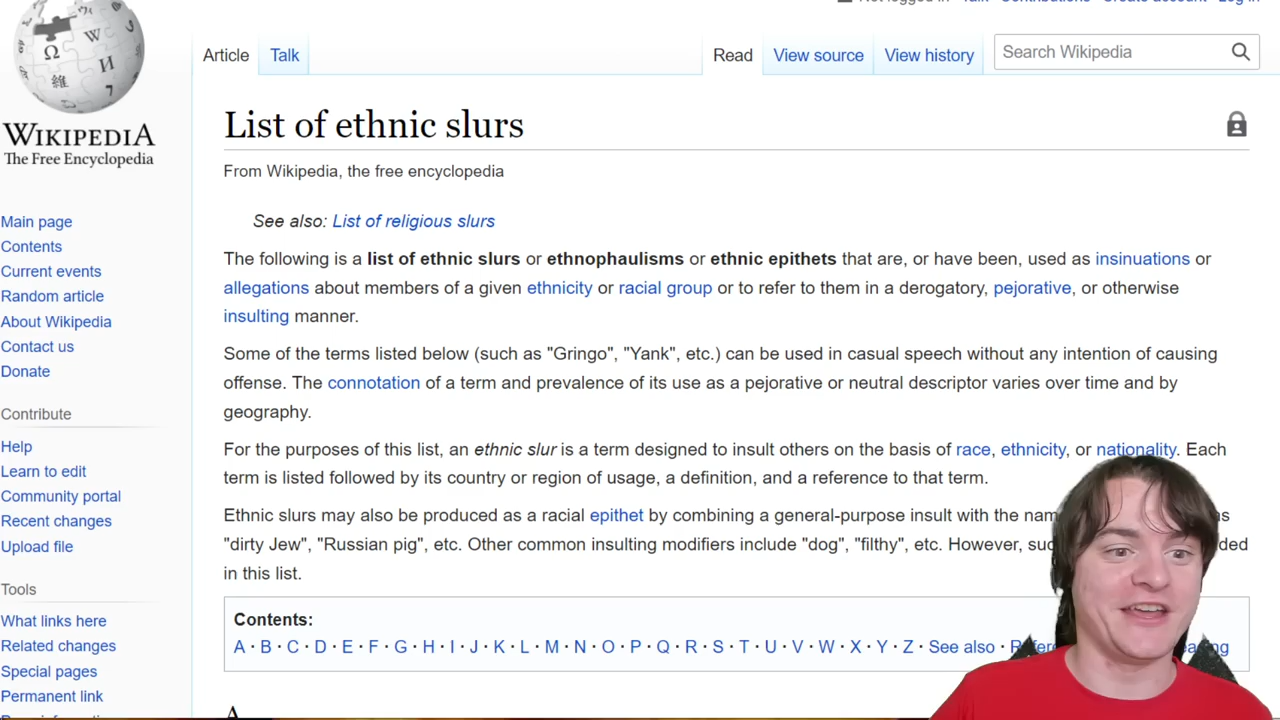 Not logged in Talk Contributions Create account Log in
Article Talk Read View source View history Search Wikipedia
WIKIPEDIA
The Free Encyclopedia
Main page
Contents
Current events
Random article
About Wikipedia
Contact us
Donate
Contribute
Help
Learn to edit
Community portal
Recent changes
Upload file
Tools
What links here
Related changes
Special pages
Permanent link
List of ethnic slurs
From Wikipedia, the free encyclopedia
See also: List of religious slurs
The following is a list of ethnic slurs or ethnophaulisms or ethnic epithets that are, or have been, used as insinuations or
allegations about members of a given ethnicity or racial group or to refer to them in a derogatory, pejorative, or otherwise
insulting manner.
Some of the terms listed below (such as "Gringo", "Yank", etc.) can be used in casual speech without any intention of causing
offense. The connotation of a term and prevalence of its use as a pejorative or neutral descriptor varies over time and by
geography.
For the purposes of this list, an ethnic slur is a term designed to insult others on the basis of race, ethnicity, or nationality. Each
term is listed followed by its country or region of usage, a definition, and a reference to that term.
Ethnic slurs may also be produced as a racial epithet by combining a general-purpose insult with the
"dirty Jew", "Russian pig", etc. Other common insulting modifiers include "dog", "filthy", etc. However,
in this list.
Contents:
A · B · C · D · E · F · G · H · I · J · K · L · M · N · O · P · Q · R · S · T · U · V · W · X · Y · Z · See also ·